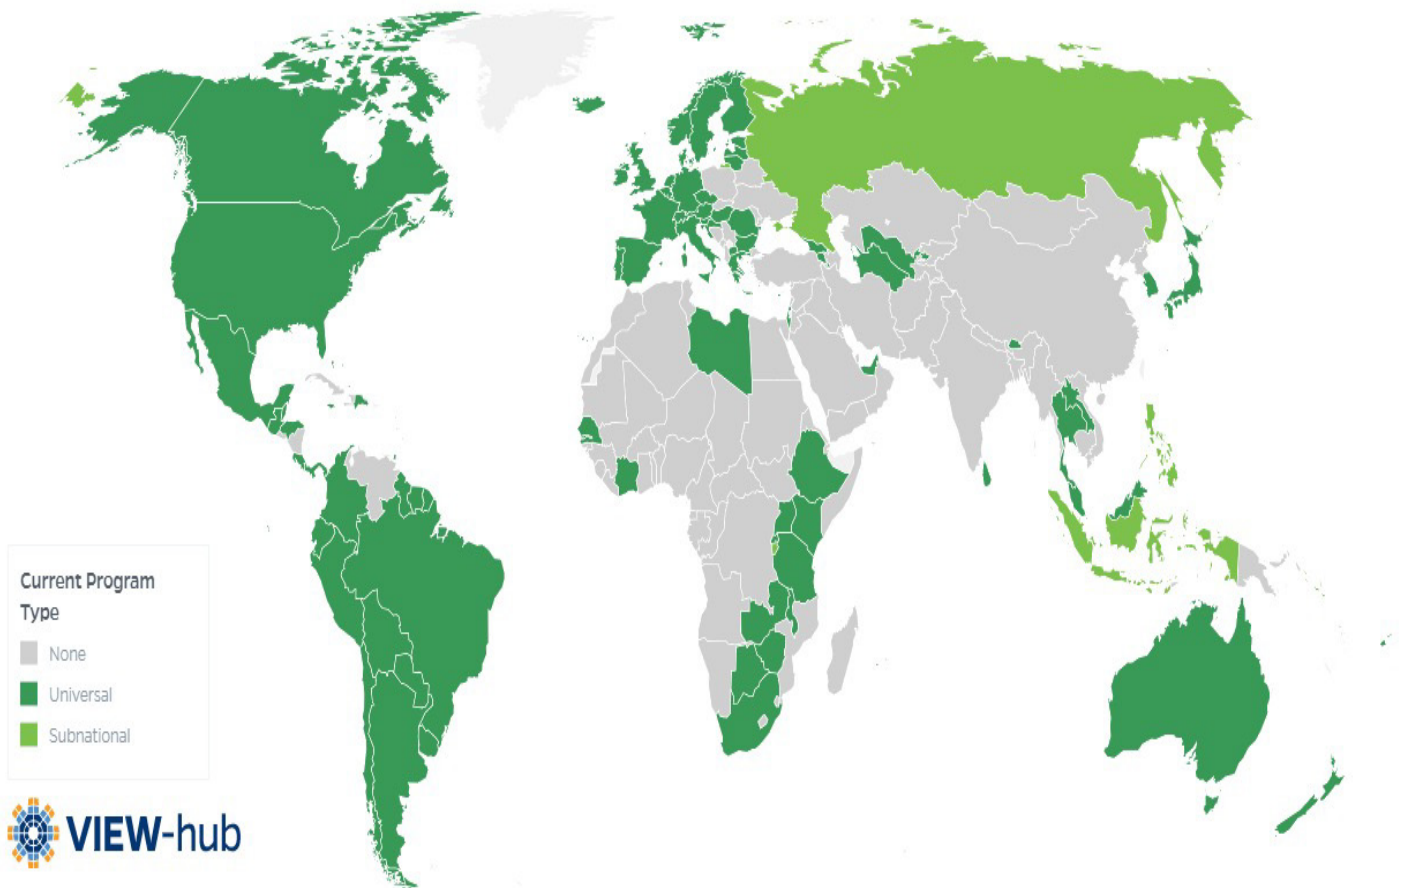 Current Program
Type
None
Universal
Subnational
VIEW-hub